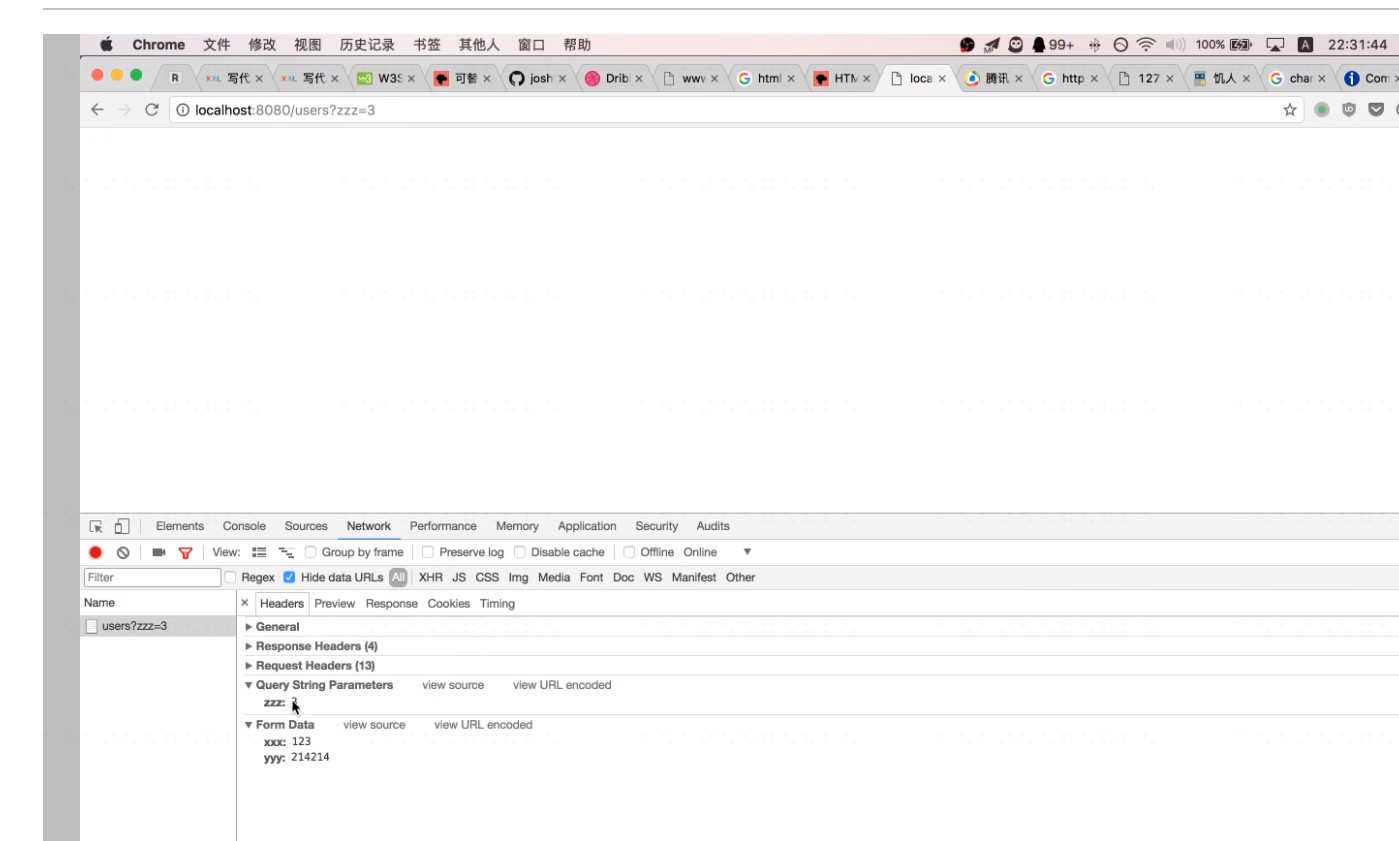 Chrome 文件 修改 视图 历史记录 书签 其他人 窗口 帮助 99+ 100% A 22:31:44
R 写代 写代 W3S 可替 josh Drib www html HTM loca 腾讯 http 127 饥人 char Com
localhost:8080/users?zzz=3
Elements Console Sources Network Performance Memory Application Security Audits
View: Group by frame Preserve log Disable cache Offline Online
Filter Regex Hide data URLs All XHR JS CSS Img Media Font Doc WS Manifest Other
Name × Headers Preview Response Cookies Timing
users?zzz=3 General
Response Headers (4)
Request Headers (13)
Query String Parameters view source view URL encoded
zzz: 3
Form Data view source view URL encoded
xxx: 123
yyy: 214214